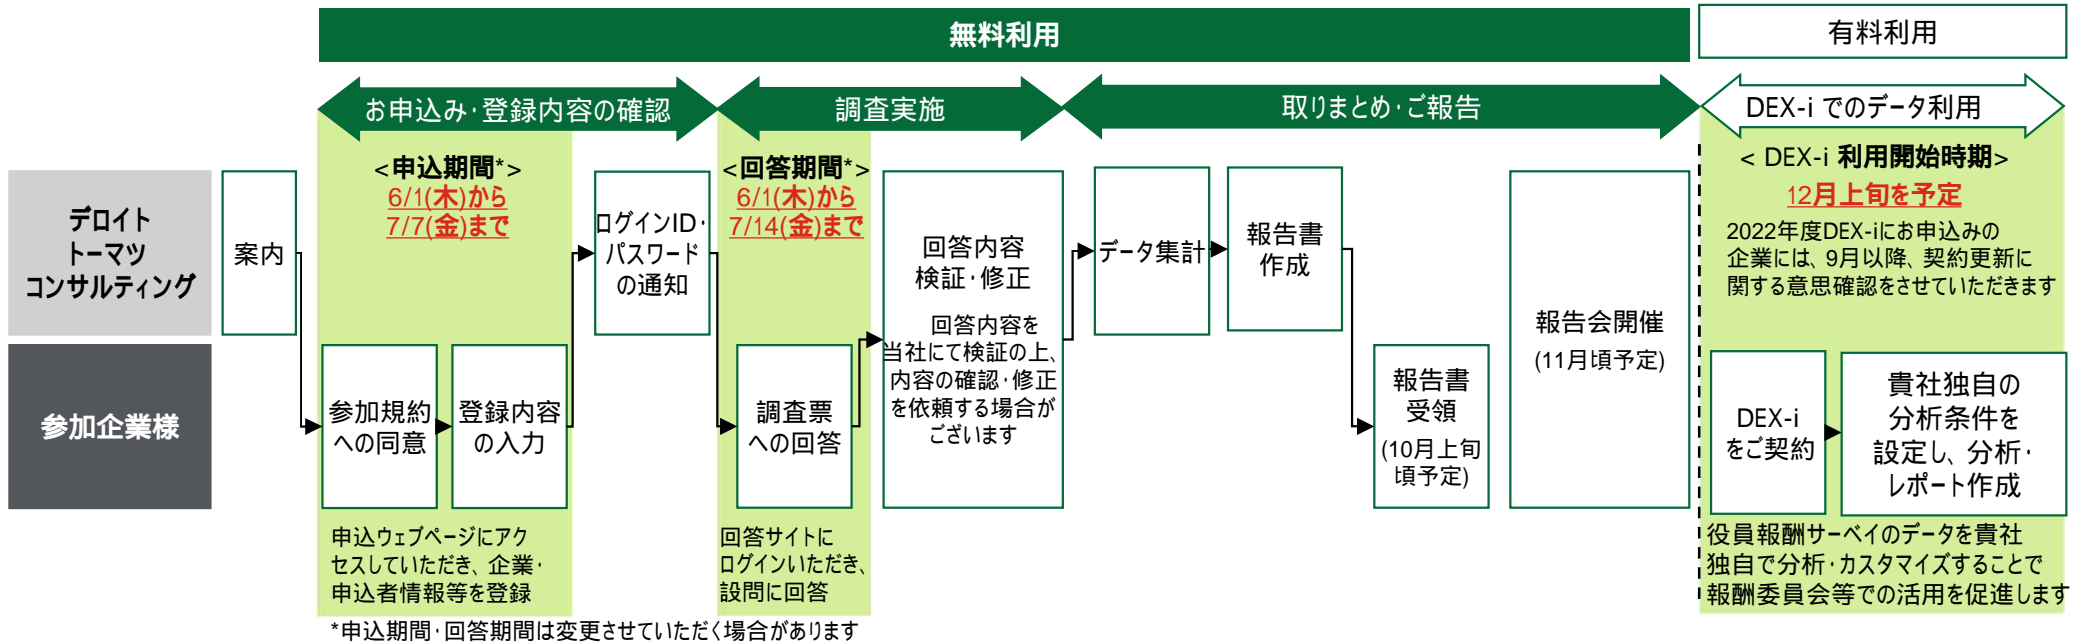 無料利用
有料利用
お申込み・登録内容の確認
調査実施
取りまとめ・ご報告
DEX-i でのデータ利用
<申込期間*>
6/1(木)から
7/7(金)まで
<回答期間*>
6/1(木)から
7/14(金)まで
< DEX-i 利用開始時期>
12月上旬を予定
2022年度DEX-iにお申込みの
企業には、9月以降、契約更新に
関する意思確認をさせていただきます
デロイト
トーマツ
コンサルティング
案内
ログインID・
パスワード
の通知
回答内容
検証・修正
回答内容を
当社にて検証の上、
内容の確認・修正
を依頼する場合が
ございます
データ集計
報告書
作成
報告会開催
(11月頃予定)
参加企業様
参加規約
への同意
登録内容
の入力
調査票
への回答
報告書
受領
(10月上旬
頃予定)
DEX-i
をご契約
貴社独自の
分析条件を
設定し、分析・
レポート作成
申込ウェブページにアク
セスしていただき、企業・
申込者情報等を登録
回答サイトに
ログインいただき、
設問に回答
役員報酬サーベイのデータを貴社
独自で分析・カスタマイズすることで
報酬委員会等での活用を促進します
*申込期間・回答期間は変更させていただく場合があります